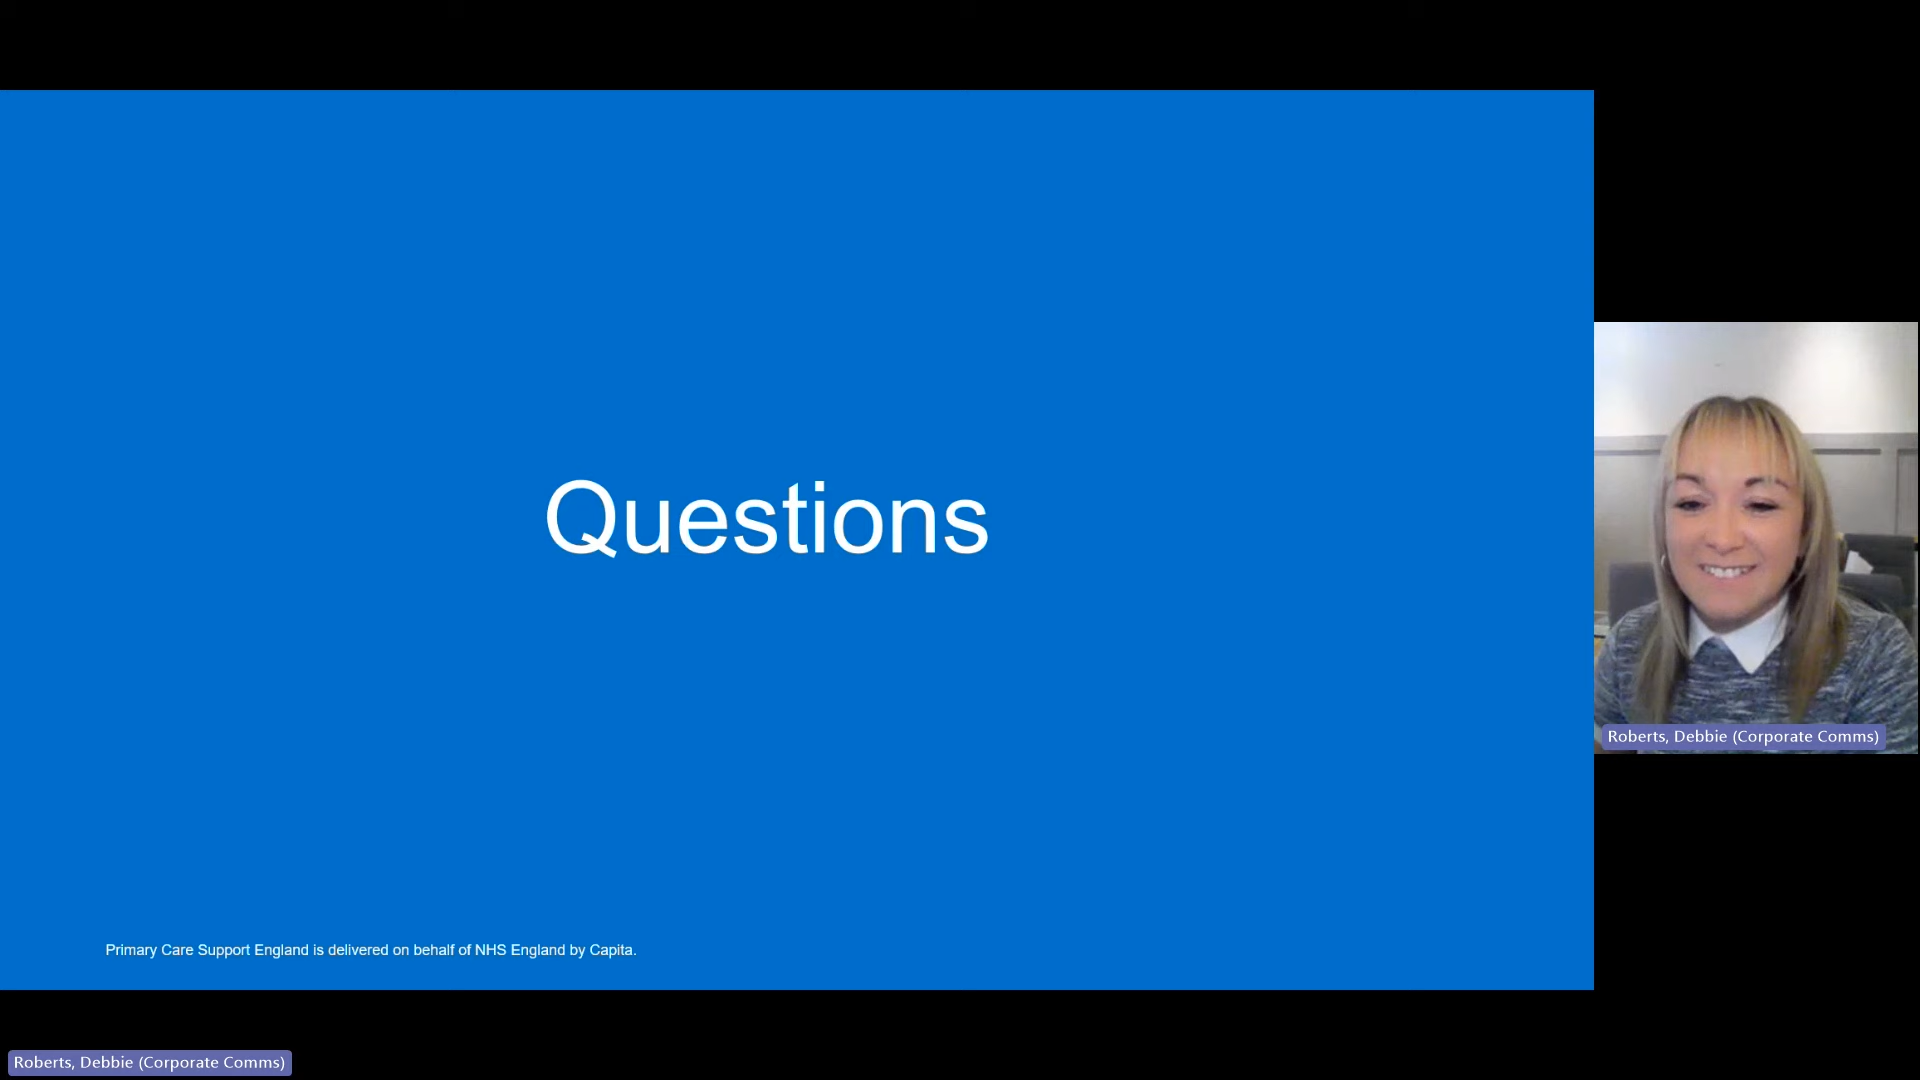 Questions
Roberts, Debbie (Corporate Comms)
Primary Care Support England is delivered on behalf of NHS England by Capita.
Roberts, Debbie (Corporate Comms)